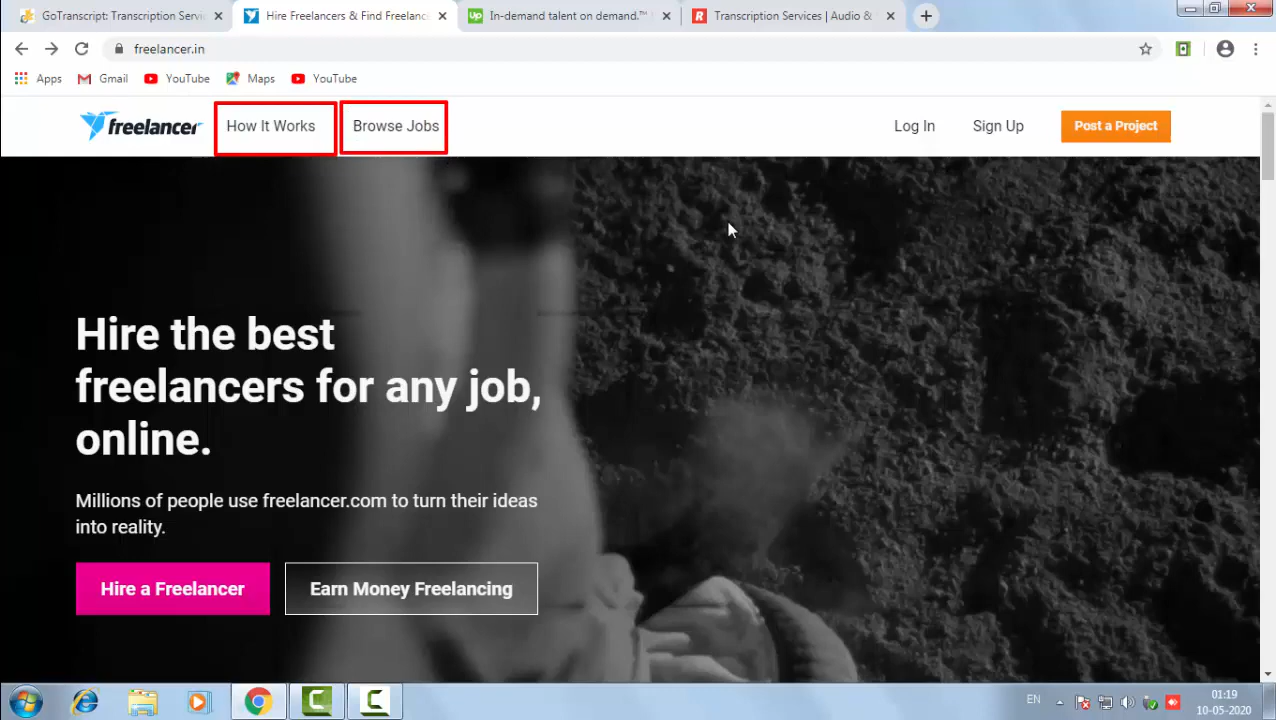 GoTranscript: Transcription Servi
Hire Freelancers & Find Freelanc
Up
In-demand talent on demand.™
R
Transcription Services | Audio &
freelancer.in
Apps
Gmail
YouTube
Maps
YouTube
freelancer
How It Works
Browse Jobs
Log In
Sign Up
Post a Project
Hire the best
freelancers for any job,
online.
Millions of people use freelancer.com to turn their ideas
into reality.
Hire a Freelancer
Earn Money Freelancing
EN
01:19
10-05-2020